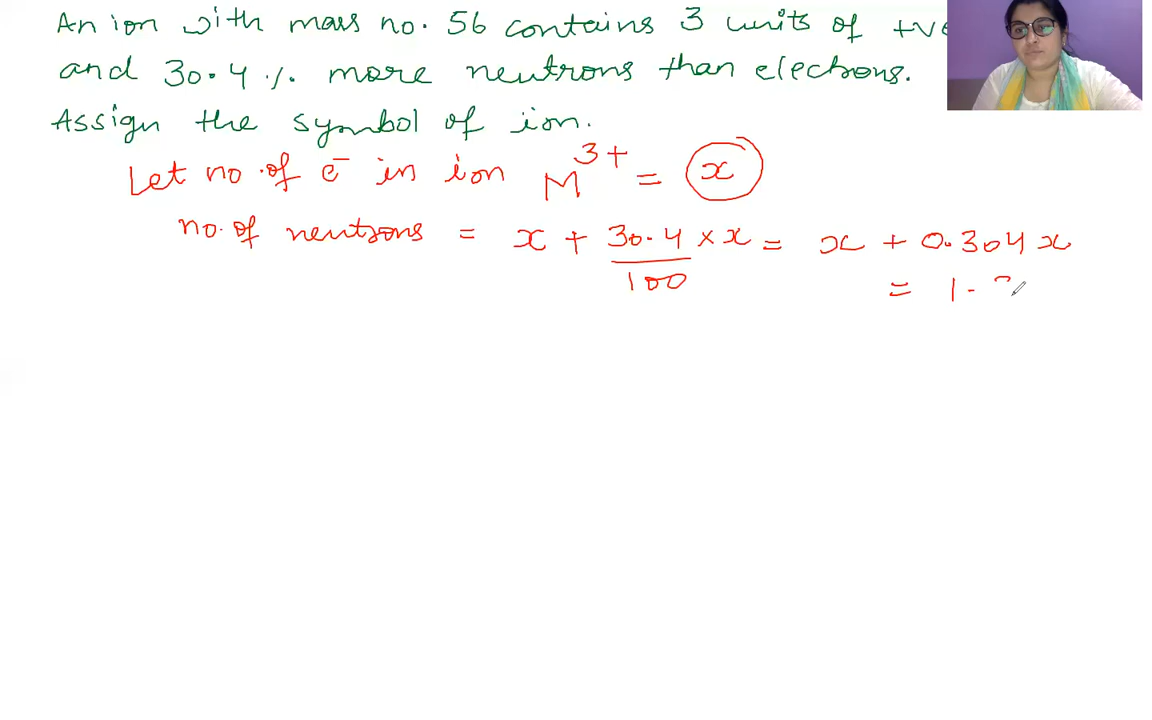 An ion with mass no. 56 contains 3 units of +ve
and 30.4 % more neutrons than electrons.
Assign the symbol of ion.
Let no. of e⁻ in ion M³⁺ = x
no. of neutrons = x + 30.4/100 × x = x + 0.304 x
= 1.